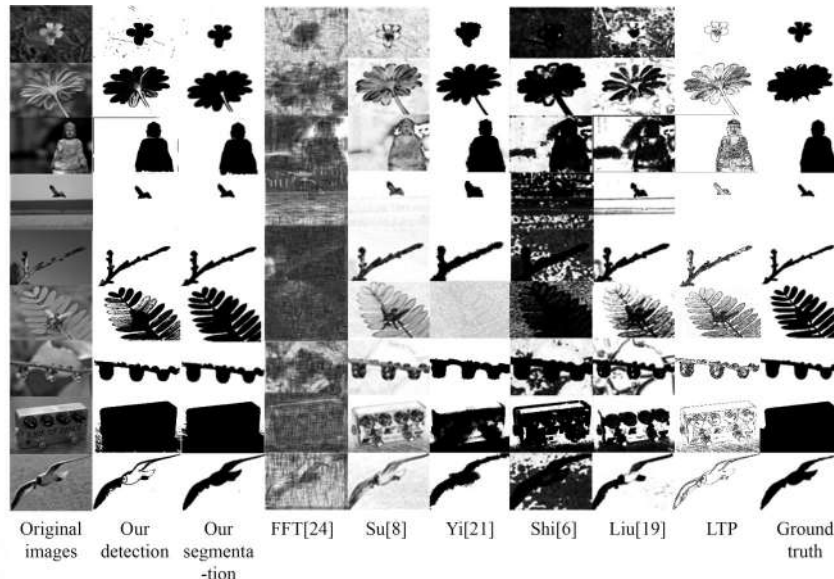 Original Our Our FFT[24] Su[8] Yi[21] Shi[6] Liu[19] LTP Ground
images detection segmenta truth
-tion